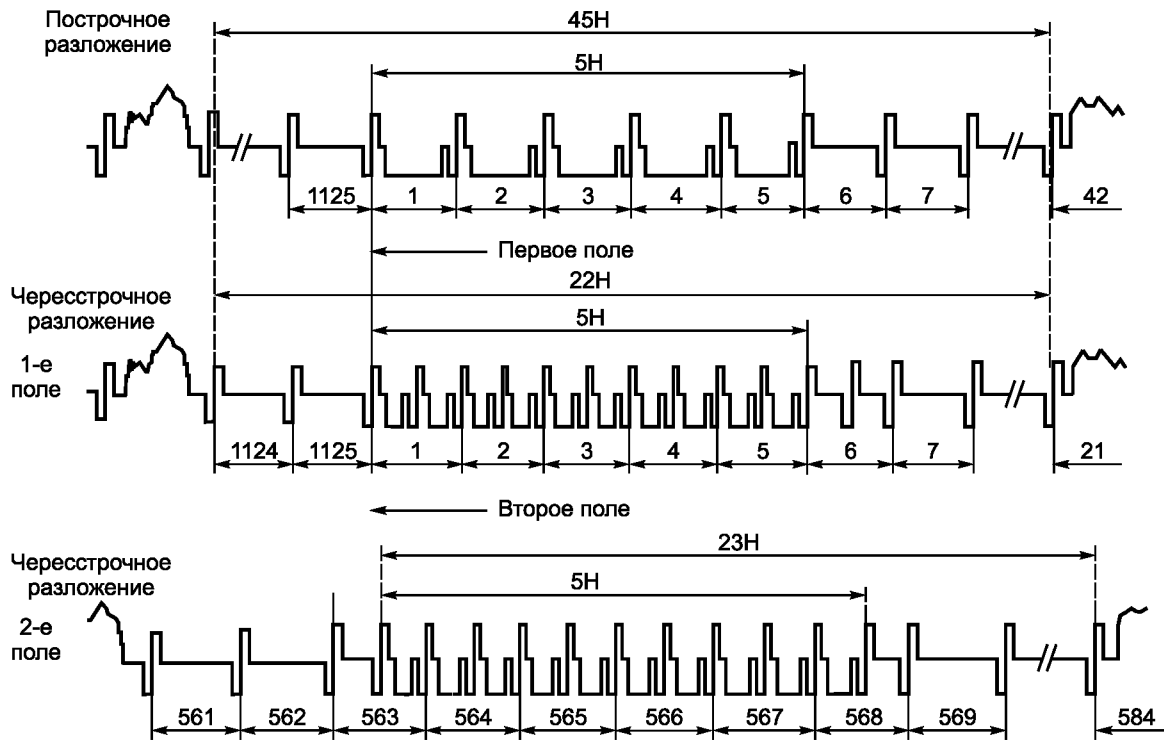 Построчное
разложение
45H
5H
1125 1 2 3 4 5 6 7 42
Первое поле
Чересстрочное
разложение
22H
5H
1-е
поле
1124 1125 1 2 3 4 5 6 7 21
Второе поле
Чересстрочное
разложение
23H
5H
2-е
поле
561 562 563 564 565 566 567 568 569 584